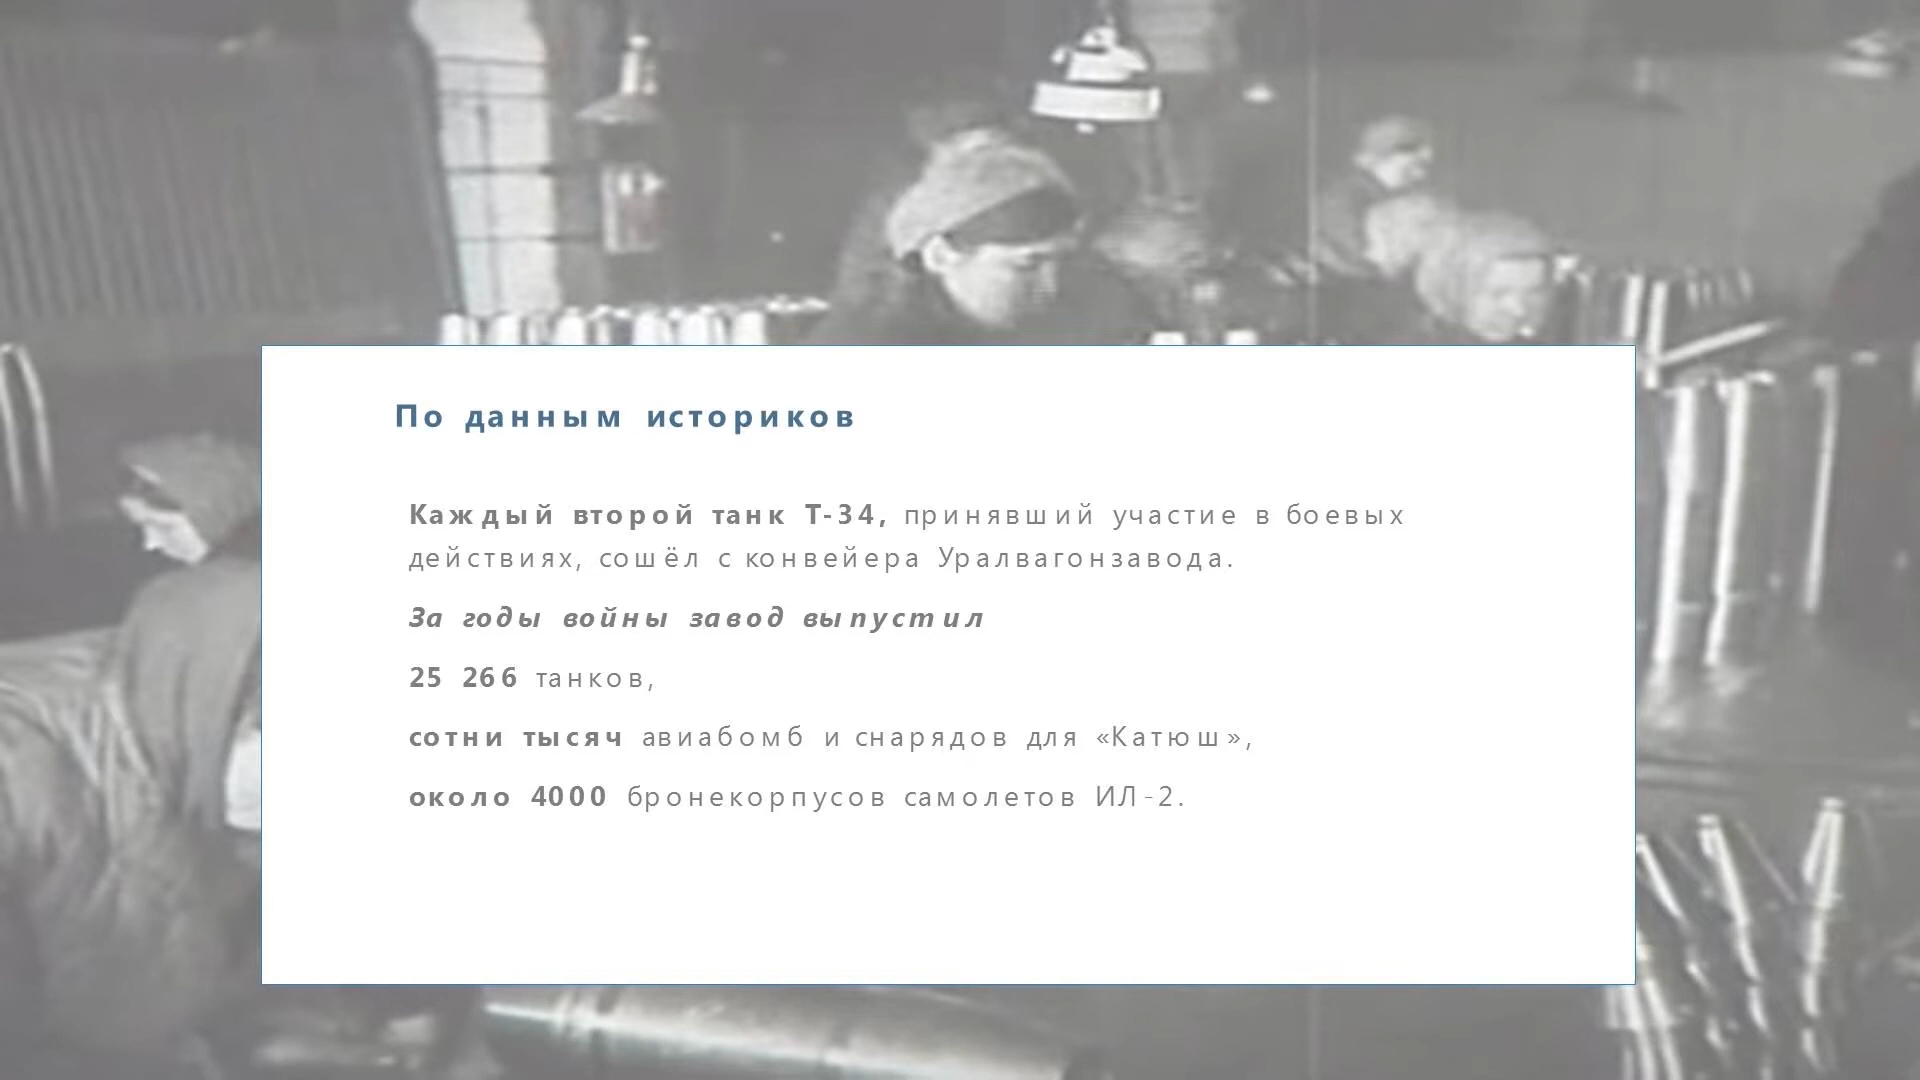 По данным историков
Каждый второй танк Т-34, принявший участие в боевых
действиях, сошёл с конвейера Уралвагонзавода.
За годы войны завод выпустил
25 266 танков,
сотни тысяч авиабомб и снарядов для «Катюш»,
около 4000 бронекорпусов самолетов ИЛ-2.